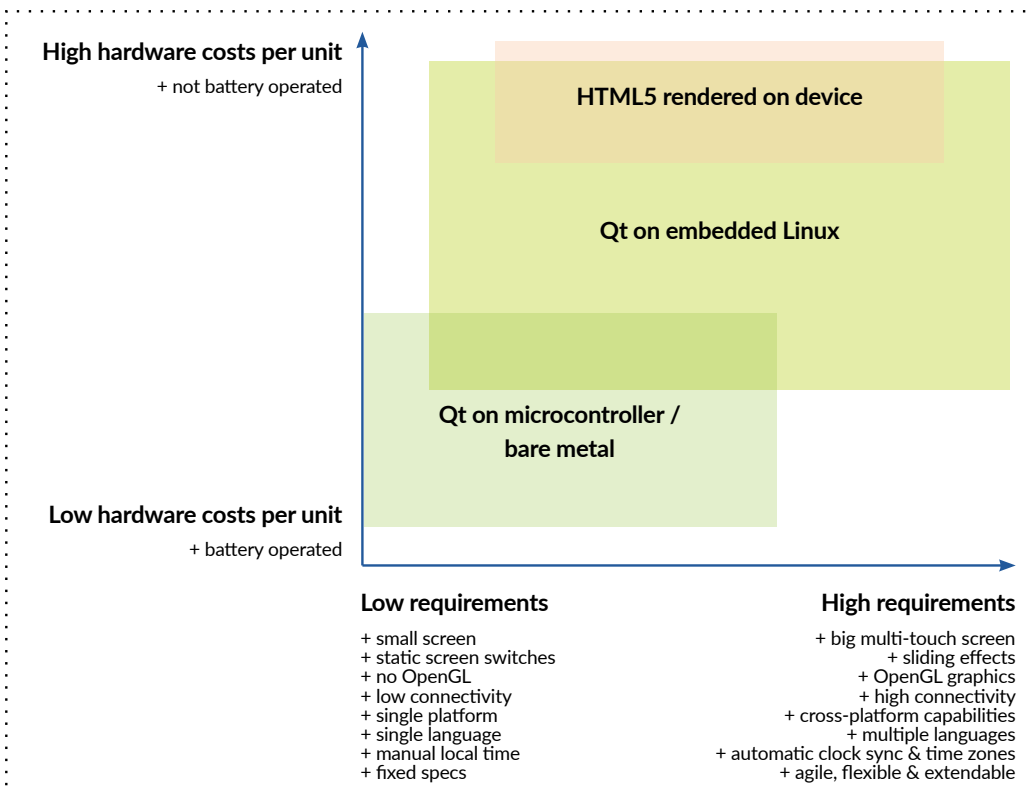 High hardware costs per unit
+ not battery operated
HTML5 rendered on device
Qt on embedded Linux
Qt on microcontroller /
bare metal
Low hardware costs per unit
+ battery operated
Low requirements
+ small screen
+ static screen switches
+ no OpenGL
+ low connectivity
+ single platform
+ single language
+ manual local time
+ fixed specs
High requirements
+ big multi-touch screen
+ sliding effects
+ OpenGL graphics
+ high connectivity
+ cross-platform capabilities
+ multiple languages
+ automatic clock sync & time zones
+ agile, flexible & extendable